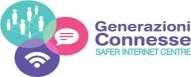 Generazioni
Connesse
SAFER INTERNET CENTRE